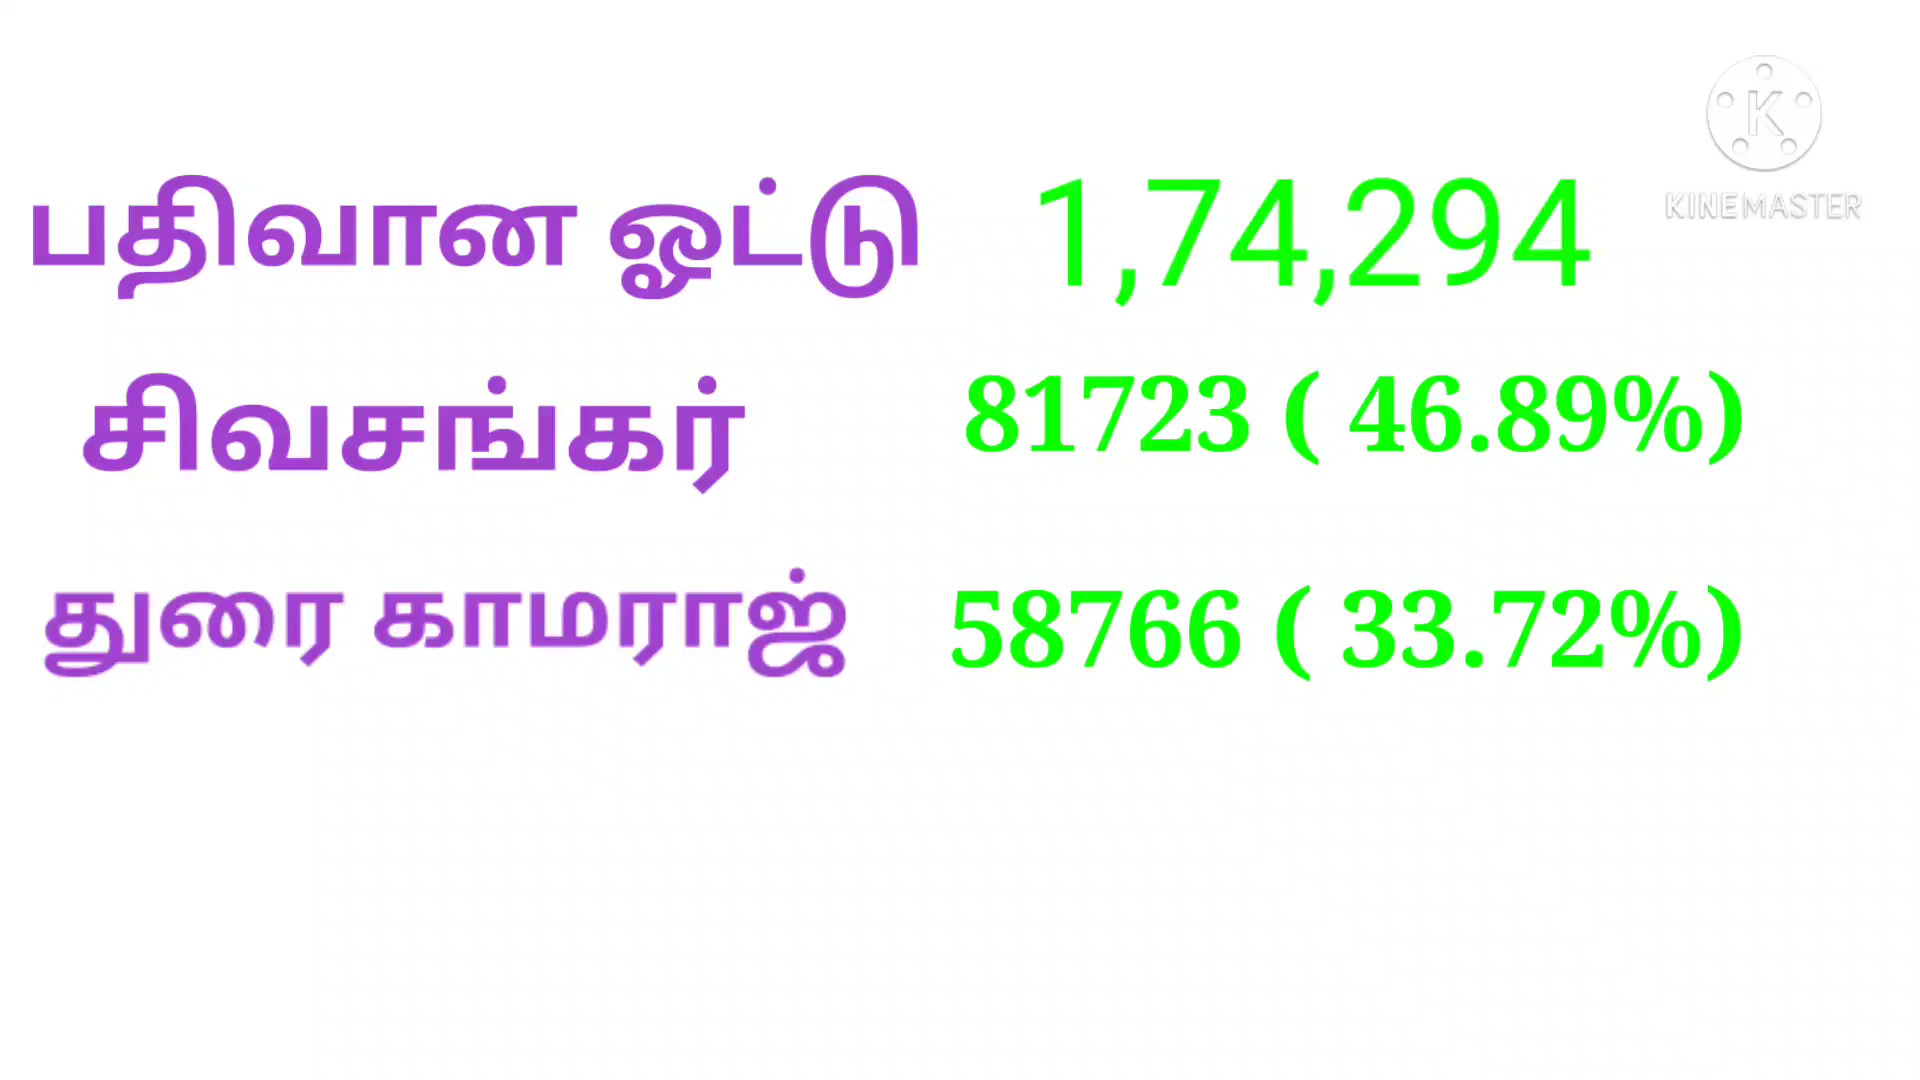 KINEMASTER
பதிவான ஓட்டு 1,74,294
சிவசங்கர் 81723 ( 46.89%)
துரை காமராஜ் 58766 ( 33.72%)